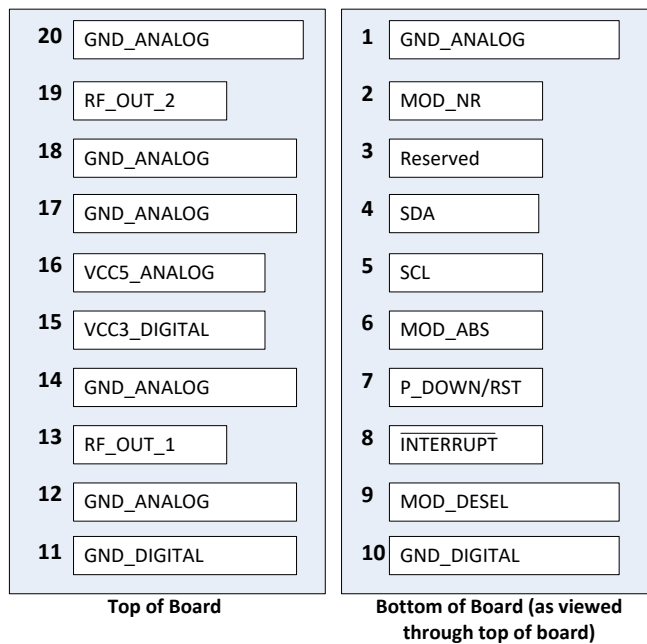 20 GND_ANALOG
19 RF_OUT_2
18 GND_ANALOG
17 GND_ANALOG
16 VCC5_ANALOG
15 VCC3_DIGITAL
14 GND_ANALOG
13 RF_OUT_1
12 GND_ANALOG
11 GND_DIGITAL
Top of Board
1 GND_ANALOG
2 MOD_NR
3 Reserved
4 SDA
5 SCL
6 MOD_ABS
7 P_DOWN/RST
8 INTERRUPT
9 MOD_DESEL
10 GND_DIGITAL
Bottom of Board (as viewed
through top of board)